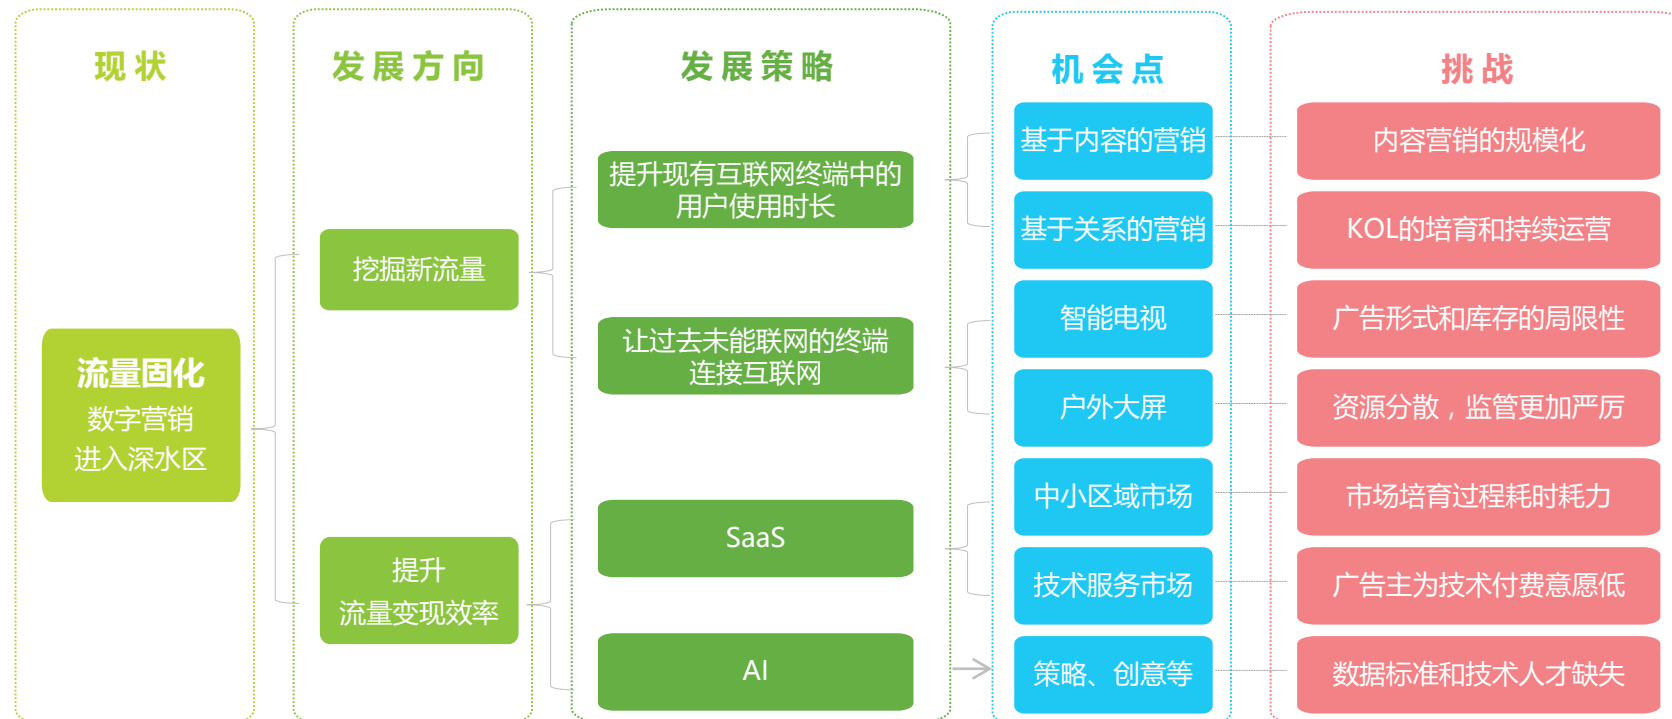 现状
发展方向
发展策略
机会点
挑战
流量固化
数字营销
进入深水区
挖掘新流量
提升
流量变现效率
提升现有互联网终端中的
用户使用时长
让过去未能联网的终端
连接互联网
SaaS
AI
基于内容的营销
基于关系的营销
智能电视
户外大屏
中小区域市场
技术服务市场
策略、创意等
内容营销的规模化
KOL的培育和持续运营
广告形式和库存的局限性
资源分散，监管更加严厉
市场培育过程耗时耗力
广告主为技术付费意愿低
数据标准和技术人才缺失